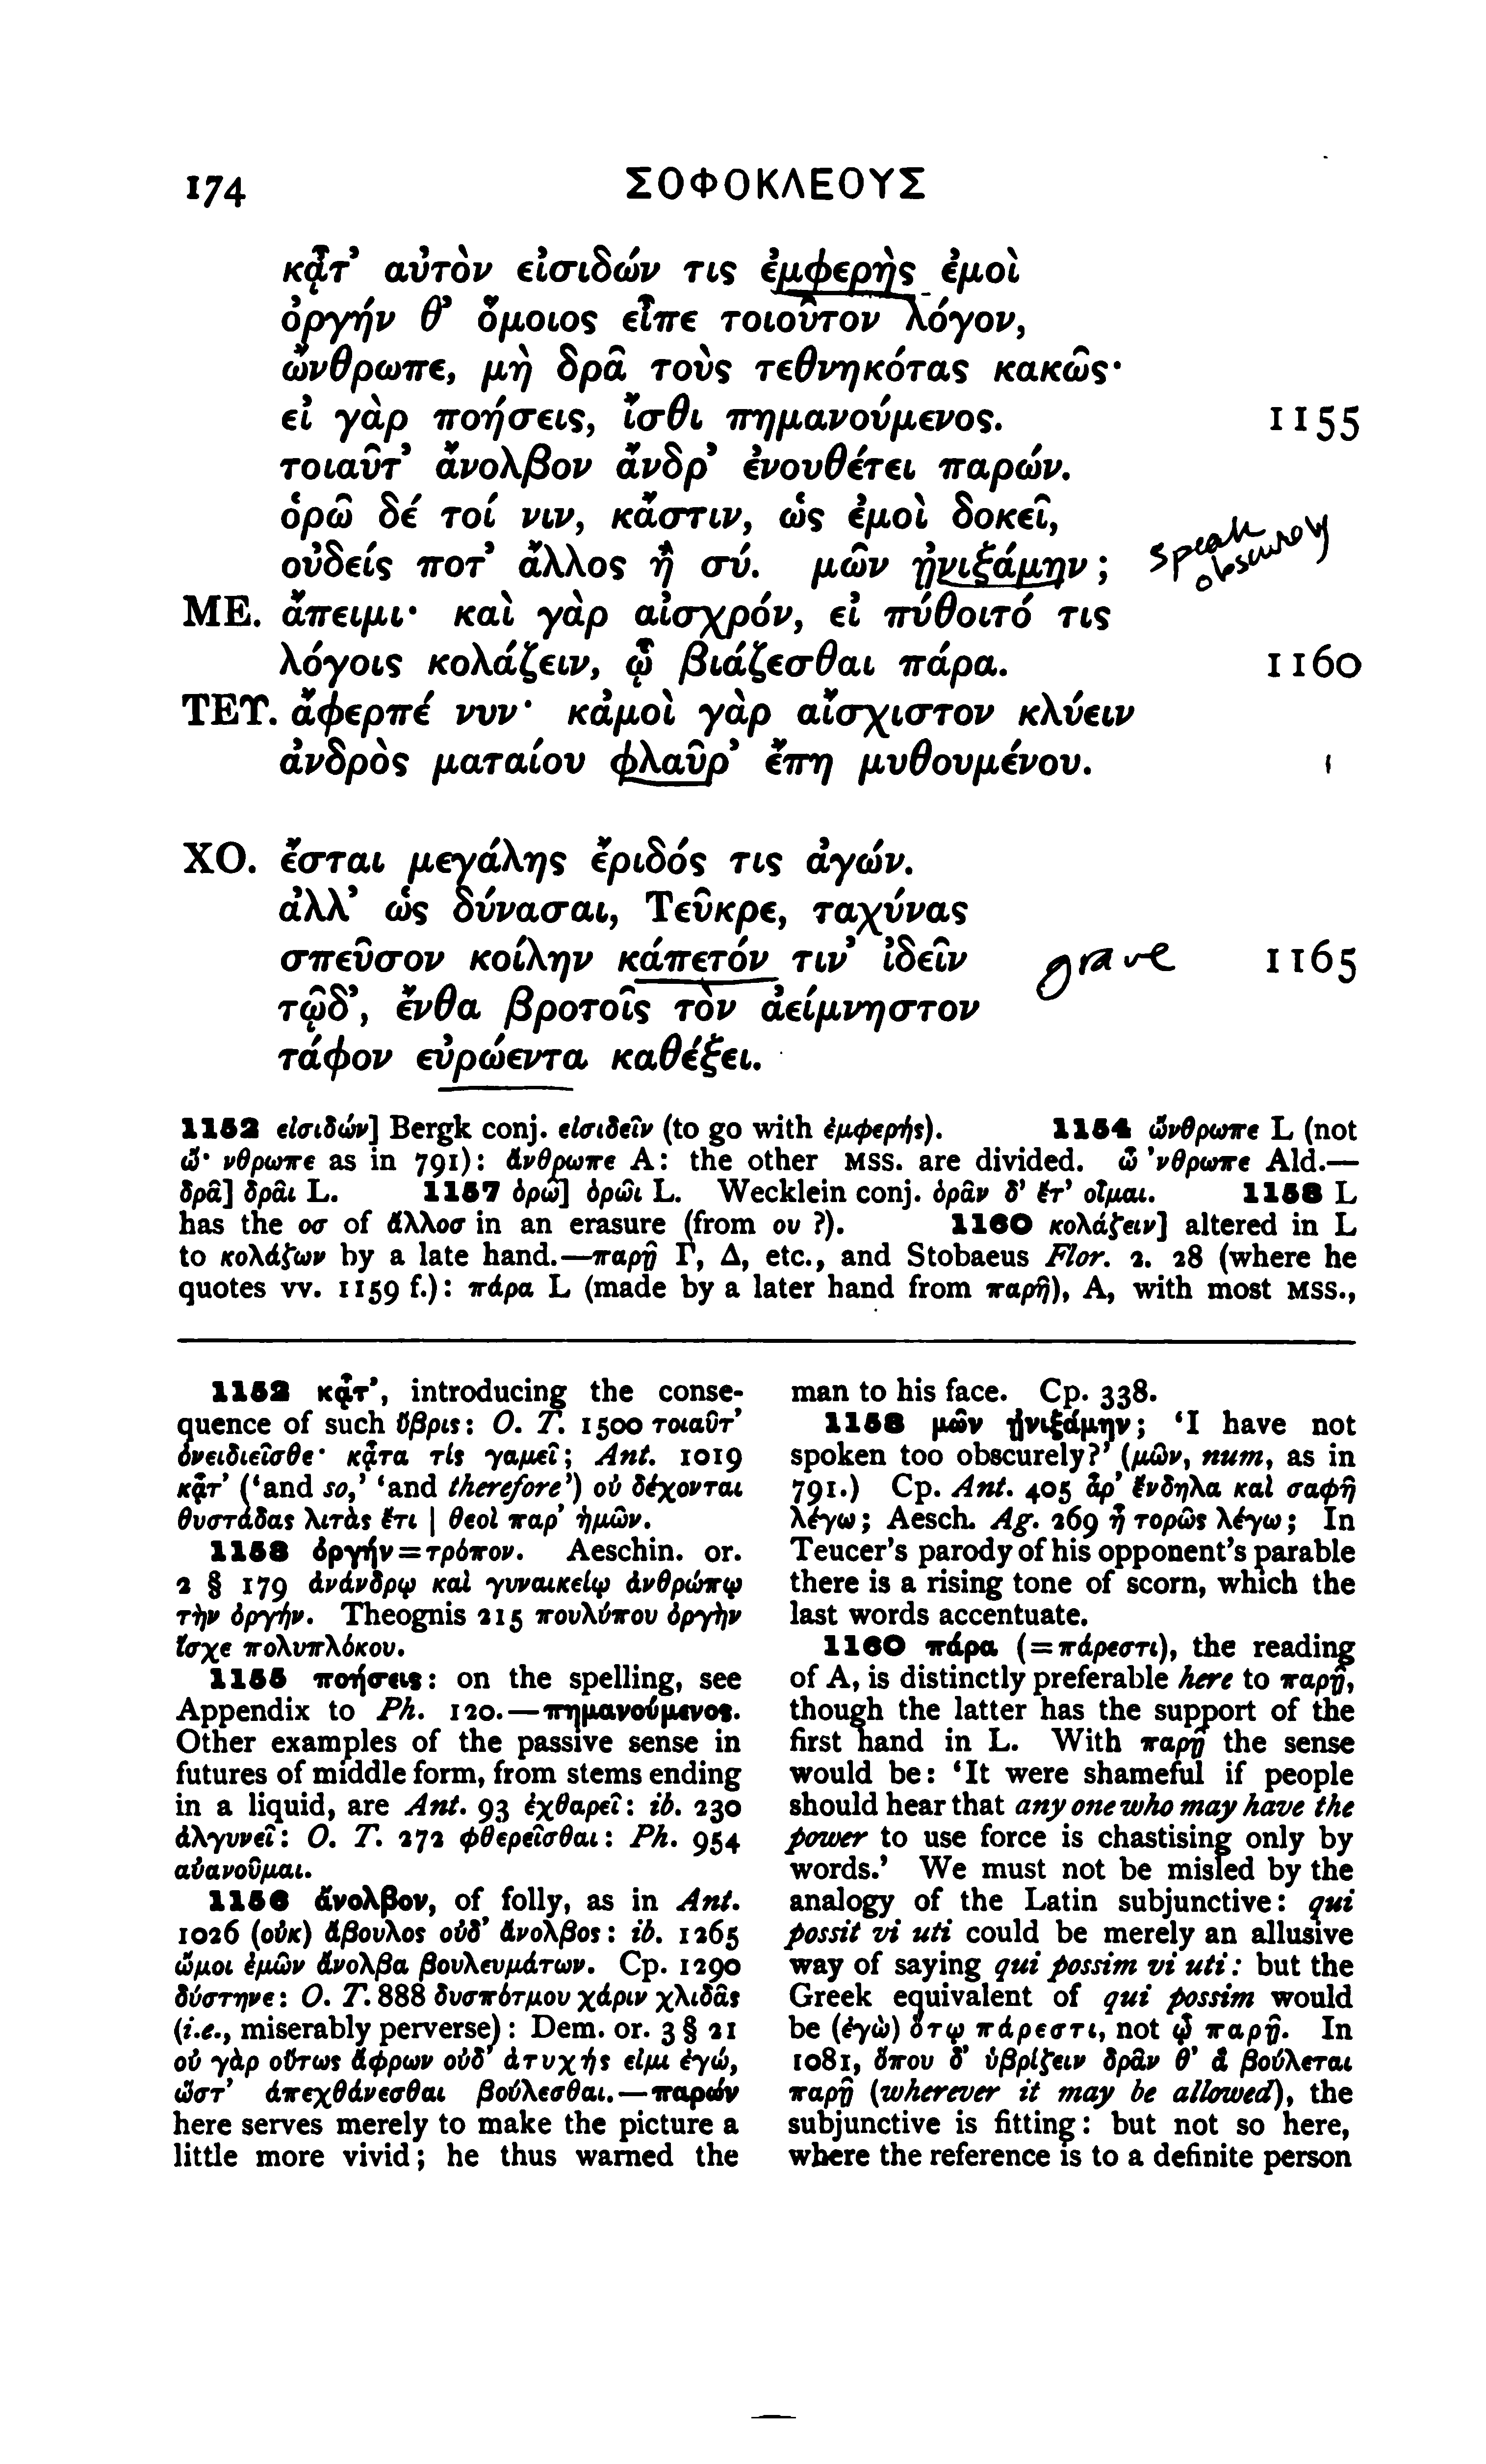 174 ΣΟΦΟΚΛΕΟΥΣ
κᾆτ’ αὐτὸν εἰσιδών τις ἐμφερὴς ἐμοὶ
ὀργήν θ’ ὅμοιος εἶπε τοιοῦτον λόγον,
ὤνθρωπε, μὴ δρᾶ τοὺς τεθνηκότας κακῶς·
εἰ γὰρ ποήσεις, ἴσθι πημανούμενος. 1155
τοιαῦτ’ ἄνολβον ἄνδρ’ ἐνουθέτει παρών.
ὁρῶ δέ τοί νιν, κἄστιν, ὡς ἐμοὶ δοκεῖ,
οὐδείς ποτ’ ἄλλος ἢ σύ. μῶν ᾐνιξάμην; speak obscurely
ΜΕ. ἄπειμι· καὶ γὰρ αἰσχρόν, εἰ πύθοιτό τις
λόγοις κολάζειν, ᾧ βιάζεσθαι πάρα. 1160
ΤΕΥ. ἄφερπέ νυν· κἀμοὶ γὰρ αἴσχιστον κλύειν
ἀνδρὸς ματαίου φλαῦρ’ ἔπη μυθουμένου.
ΧΟ. ἔσται μεγάλης ἔριδός τις ἀγών.
ἀλλ’ ὡς δύνασαι, Τεῦκρε, ταχύνας
σπεῦσον κοίλην κάπετόν τιν’ ἰδεῖν grave 1165
τῷδ’, ἔνθα βροτοῖς τὸν ἀείμνηστον
τάφον εὐρώεντα καθέξει.
1152 εἰσιδών] Bergk conj. εἰσιδεῖν (to go with ἐμφερής). 1154 ὤνθρωπε L (not
ὤ· νθρωπε as in 791): ἄνθρωπε A: the other MSS. are divided. ὦ ’νθρωπε Ald.—
δρᾶ] δρᾶι L. 1157 ὁρῶ] ὁρῶι L. Wecklein conj. ὁρᾶν δ’ ἔτ’ οἶμαι. 1158 L
has the οσ of ἄλλοσ in an erasure (from ου ?). 1160 κολάζειν] altered in L
to κολάζων by a late hand.—παρῇ Γ, Δ, etc., and Stobaeus Flor. 2. 28 (where he
quotes vv. 1159 f.): πάρα L (made by a later hand from παρῇ), A, with most MSS.,
1152 κᾆτ’, introducing the conse-
quence of such ὕβρις: O. T. 1500 τοιαῦτ’
ὀνειδιεῖσθε· κᾆτα τίς γαμεῖ; Ant. 1019
κᾆτ’ (‘and so,’ ‘and therefore’) οὐ δέχονται
θυστάδας λιτὰς ἔτι | θεοὶ παρ’ ἡμῶν.
1153 ὀργήν=τρόπον. Aeschin. or.
2 § 179 ἀνάνδρῳ καὶ γυναικείῳ ἀνθρώπῳ
τὴν ὀργήν. Theognis 215 πουλύπου ὀργὴν
ἴσχε πολυπλόκου.
1155 ποήσεις: on the spelling, see
Appendix to Ph. 120.—πημανούμενος.
Other examples of the passive sense in
futures of middle form, from stems ending
in a liquid, are Ant. 93 ἐχθαρεῖ: ib. 230
ἀλγυνεῖ: O. T. 272 φθερεῖσθαι: Ph. 954
αὐανοῦμαι.
1156 ἄνολβον, of folly, as in Ant.
1026 (οὐκ) ἄβουλος οὐδ’ ἄνολβος: ib. 1265
ὤμοι ἐμῶν ἄνολβα βουλευμάτων. Cp. 1290
δύστηνε: O. T. 888 δυσπότμου χάριν χλιδᾶς
(i.e., miserably perverse): Dem. or. 3 § 21
οὐ γὰρ οὕτως ἄφρων οὐδ’ ἀτυχής εἰμι ἐγώ,
ὥστ’ ἀπεχθάνεσθαι βούλεσθαι.—παρών
here serves merely to make the picture a
little more vivid; he thus warned the
man to his face. Cp. 338.
1158 μῶν ᾐνιξάμην; ‘I have not
spoken too obscurely?’ (μῶν, num, as in
791.) Cp. Ant. 405 ἆρ’ ἔνδηλα καὶ σαφῆ
λέγω; Aesch. Ag. 269 ἦ τορῶς λέγω; In
Teucer’s parody of his opponent’s parable
there is a rising tone of scorn, which the
last words accentuate.
1160 πάρα (=πάρεστι), the reading
of A, is distinctly preferable here to παρῇ,
though the latter has the support of the
first hand in L. With παρῇ the sense
would be: ‘It were shameful if people
should hear that any one who may have the
power to use force is chastising only by
words.’ We must not be misled by the
analogy of the Latin subjunctive: qui
possit vi uti could be merely an allusive
way of saying qui possim vi uti: but the
Greek equivalent of qui possim would
be (ἐγὼ) ὅτῳ πάρεστι, not ᾧ παρῇ. In
1081, ὅπου δ’ ὑβρίζειν δρᾶν θ’ ἃ βούλεται
παρῇ (wherever it may be allowed), the
subjunctive is fitting: but not so here,
where the reference is to a definite person